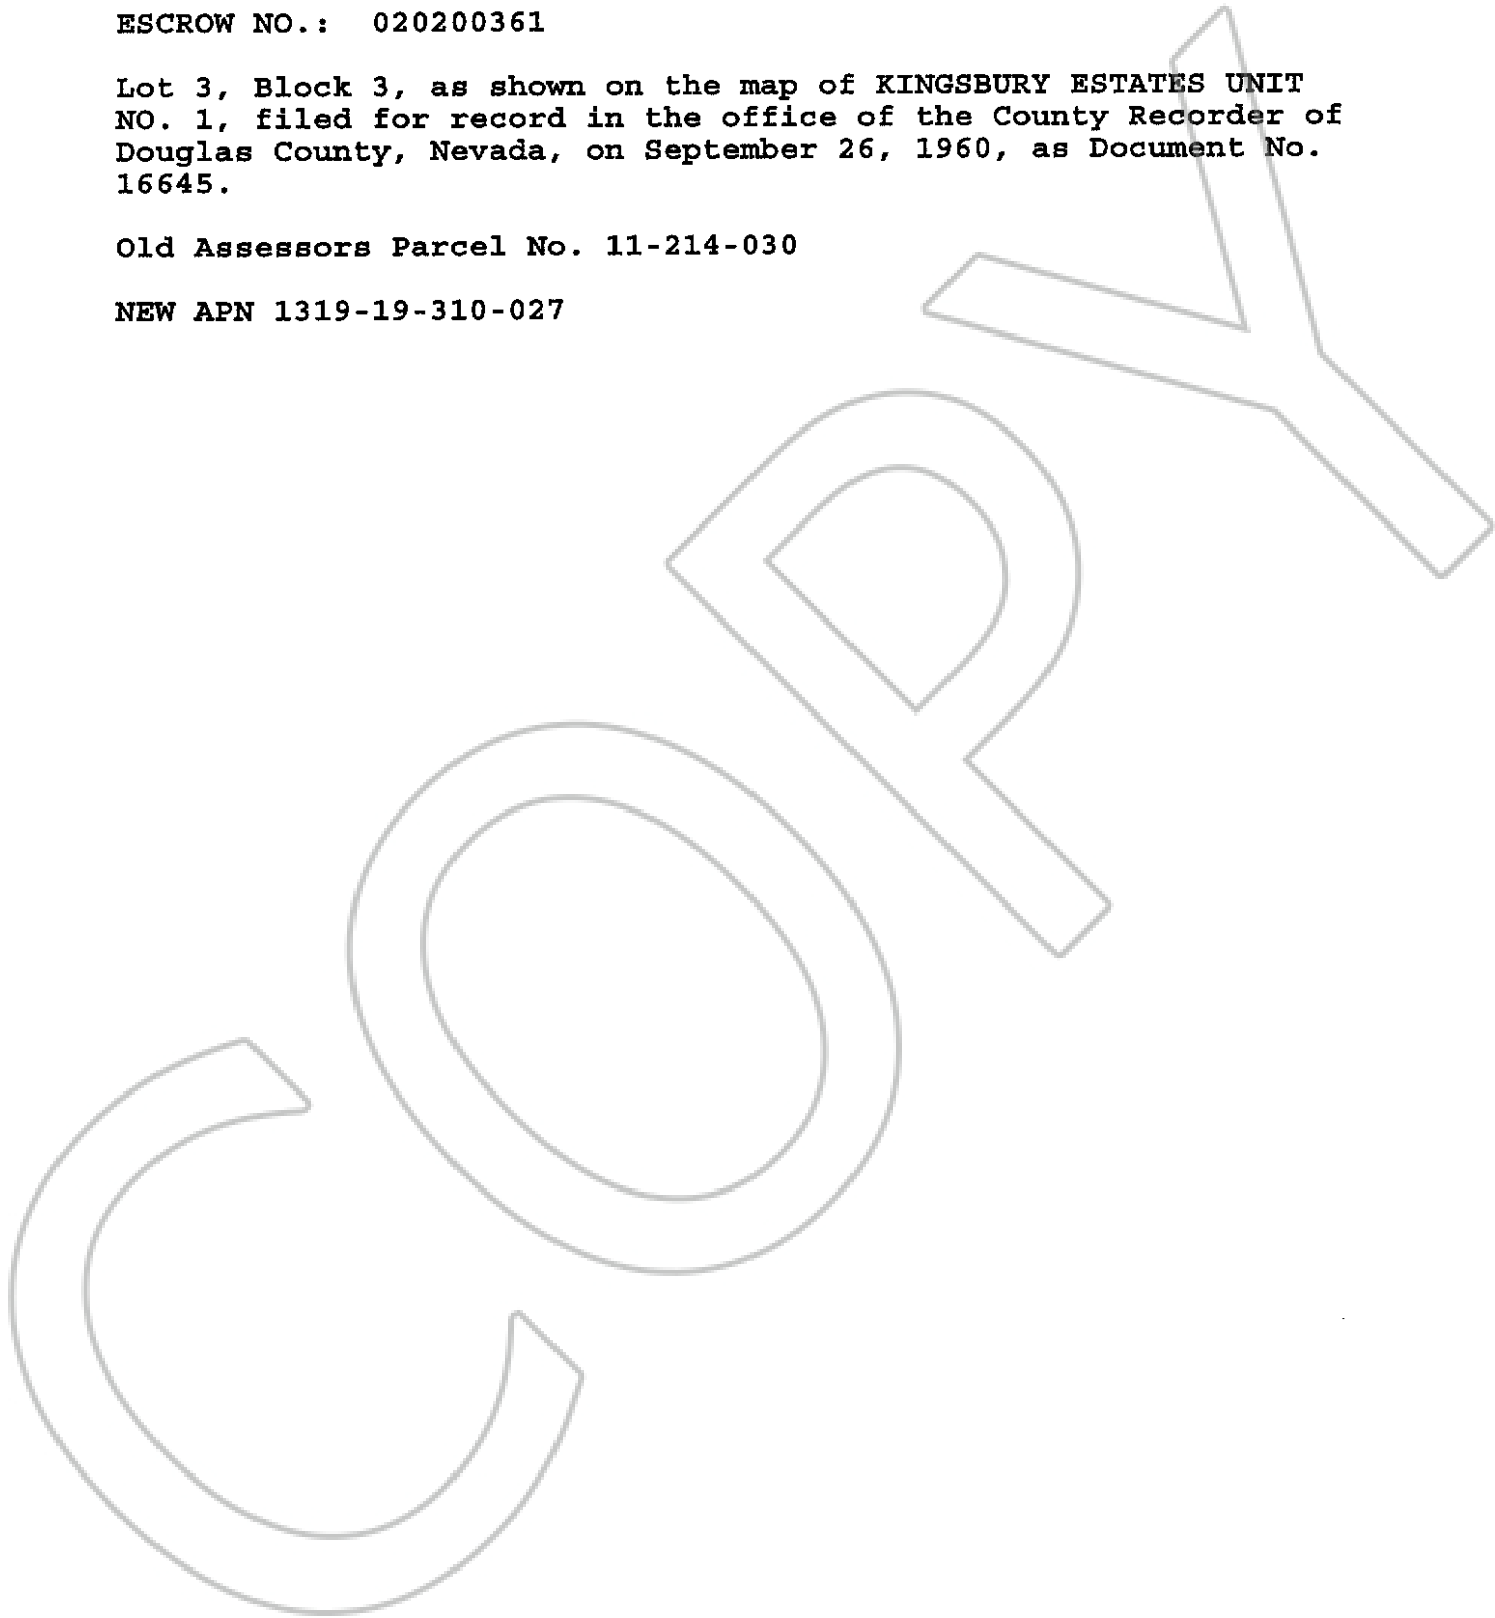 ESCROW NO.: 020200361
Lot 3, Block 3, as shown on the map of KINGSBURY ESTATES UNIT
NO. 1, filed for record in the office of the County Recorder of
Douglas County, Nevada, on September 26, 1960, as Document No.
16645.
Old Assessors Parcel No. 11-214-030
NEW APN 1319-19-310-027
COPY